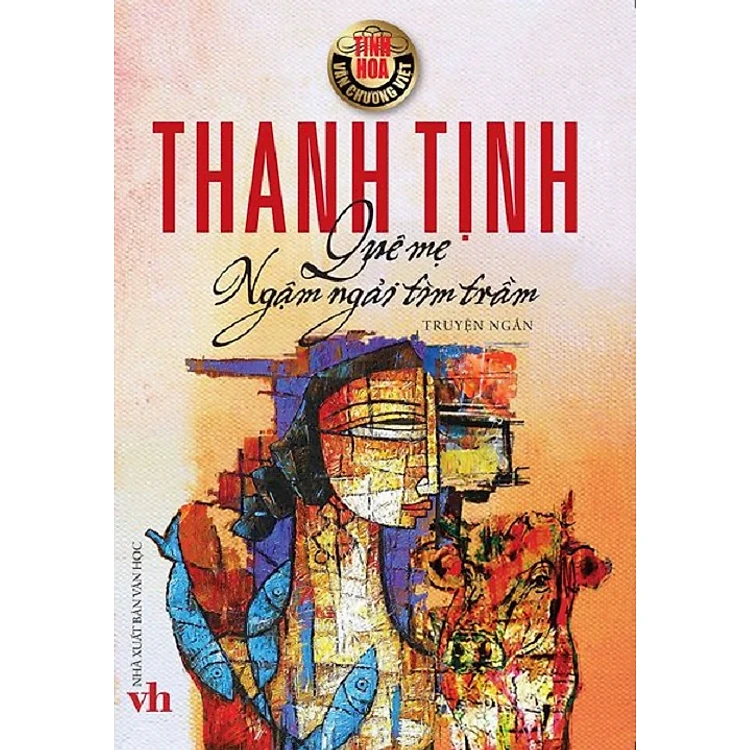 TINH
HOA
VĂN CHƯƠNG VIỆT
THANH TỊNH
Quê mẹ
Ngậm ngải tìm trầm
TRUYỆN NGẮN
NHÀ XUẤT BẢN VĂN HỌC
vh